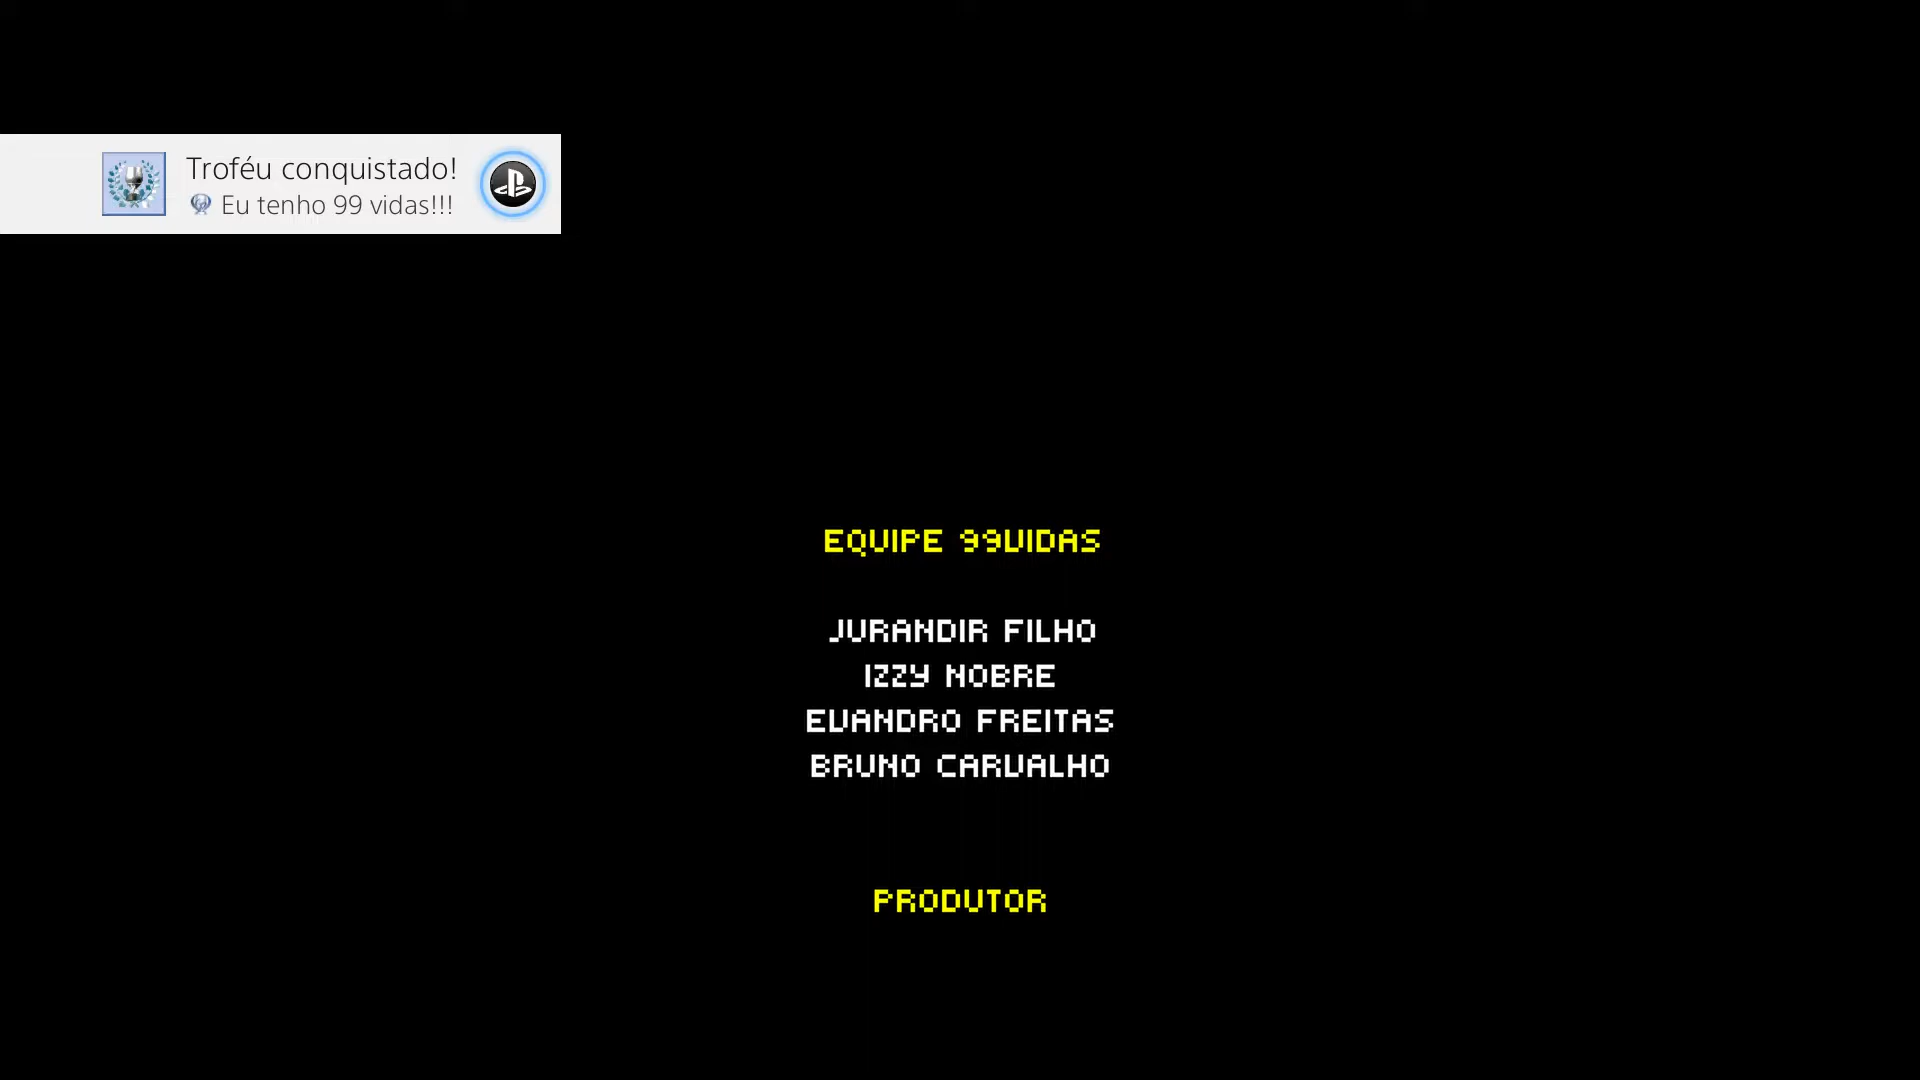 Troféu conquistado!
Eu tenho 99 vidas!!!
EQUIPE 99VIDAS
JURANDIR FILHO
IZZY NOBRE
EVANDRO FREITAS
BRUNO CARVALHO
PRODUTOR